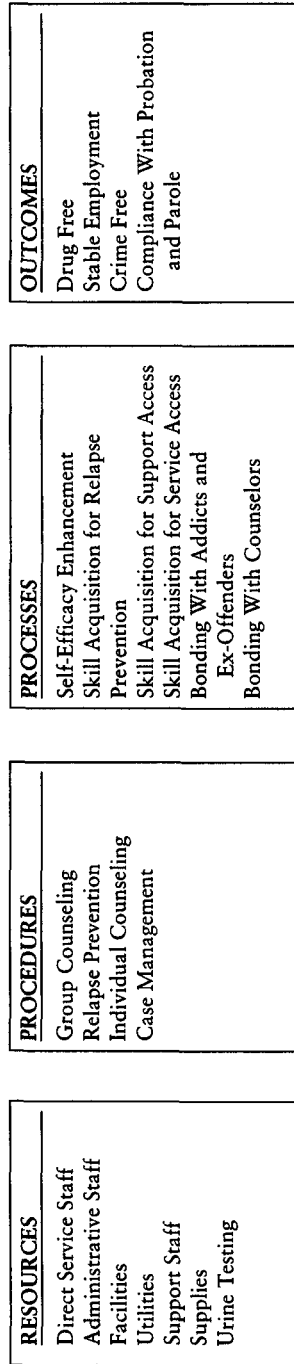 RESOURCES
Direct Service Staff
Administrative Staff
Facilities
Utilities
Support Staff
Supplies
Urine Testing
PROCEDURES
Group Counseling
Relapse Prevention
Individual Counseling
Case Management
PROCESSES
Self-Efficacy Enhancement
Skill Acquisition for Relapse
Prevention
Skill Acquisition for Support Access
Skill Acquisition for Service Access
Bonding With Addicts and
Ex-Offenders
Bonding With Counselors
OUTCOMES
Drug Free
Stable Employment
Crime Free
Compliance With Probation
and Parole